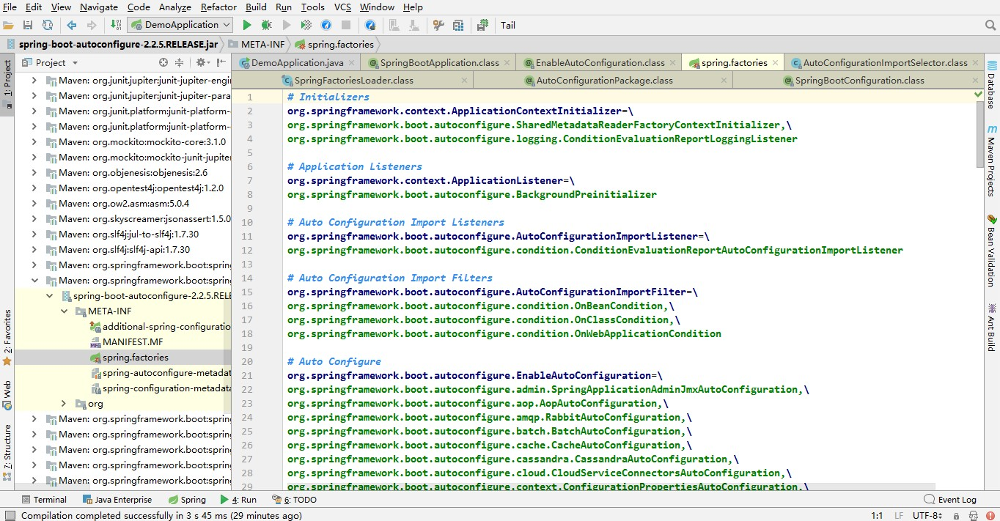 File Edit View Navigate Code Analyze Refactor Build Run Tools VCS Window Help
DemoApplication Tail
spring-boot-autoconfigure-2.2.5.RELEASE.jar META-INF spring.factories
1: Project
2: Favorites
Web
7: Structure
Project
Maven: org.junit.jupiter:junit-jupiter-engi
Maven: org.junit.jupiter:junit-jupiter-para
Maven: org.junit.platform:junit-platform-
Maven: org.junit.platform:junit-platform-
Maven: org.mockito:mockito-core:3.1.0
Maven: org.mockito:mockito-junit-jupiter
Maven: org.objenesis:objenesis:2.6
Maven: org.opentest4j:opentest4j:1.2.0
Maven: org.ow2.asm:asm:5.0.4
Maven: org.skyscreamer:jsonassert:1.5.0
Maven: org.slf4j:jul-to-slf4j:1.7.30
Maven: org.slf4j:slf4j-api:1.7.30
Maven: org.springframework.boot:spring
Maven: org.springframework.boot:spring
spring-boot-autoconfigure-2.2.5.RELE
META-INF
additional-spring-configuratio
MANIFEST.MF
spring.factories
spring-autoconfigure-metadat
spring-configuration-metadata
org
Maven: org.springframework.boot:spring
Maven: org.springframework.boot:spring
Maven: org.springframework.boot:spring
Maven: org.springframework.boot:spring
Maven: org.springframework.boot:spring
DemoApplication.java SpringBootApplication.class EnableAutoConfiguration.class spring.factories AutoConfigurationImportSelector.class
SpringFactoriesLoader.class AutoConfigurationPackage.class SpringBootConfiguration.class
1 # Initializers
2 org.springframework.context.ApplicationContextInitializer=\
3 org.springframework.boot.autoconfigure.SharedMetadataReaderFactoryContextInitializer,\
4 org.springframework.boot.autoconfigure.logging.ConditionEvaluationReportLoggingListener
5
6 # Application Listeners
7 org.springframework.context.ApplicationListener=\
8 org.springframework.boot.autoconfigure.BackgroundPreinitializer
9
10 # Auto Configuration Import Listeners
11 org.springframework.boot.autoconfigure.AutoConfigurationImportListener=\
12 org.springframework.boot.autoconfigure.condition.ConditionEvaluationReportAutoConfigurationImportListener
13
14 # Auto Configuration Import Filters
15 org.springframework.boot.autoconfigure.AutoConfigurationImportFilter=\
16 org.springframework.boot.autoconfigure.condition.OnBeanCondition,\
17 org.springframework.boot.autoconfigure.condition.OnClassCondition,\
18 org.springframework.boot.autoconfigure.condition.OnWebApplicationCondition
19
20 # Auto Configure
21 org.springframework.boot.autoconfigure.EnableAutoConfiguration=\
22 org.springframework.boot.autoconfigure.admin.SpringApplicationAdminJmxAutoConfiguration,\
23 org.springframework.boot.autoconfigure.aop.AopAutoConfiguration,\
24 org.springframework.boot.autoconfigure.amqp.RabbitAutoConfiguration,\
25 org.springframework.boot.autoconfigure.batch.BatchAutoConfiguration,\
26 org.springframework.boot.autoconfigure.cache.CacheAutoConfiguration,\
27 org.springframework.boot.autoconfigure.cassandra.CassandraAutoConfiguration,\
28 org.springframework.boot.autoconfigure.cloud.CloudServiceConnectorsAutoConfiguration,\
29 org.springframework.boot.autoconfigure.context.ConfigurationPropertiesAutoConfiguration,\
Database
Maven Projects
Bean Validation
Ant Build
Terminal Java Enterprise Spring 4: Run 6: TODO Event Log
Compilation completed successfully in 3 s 45 ms (29 minutes ago) 1:1 LF UTF-8